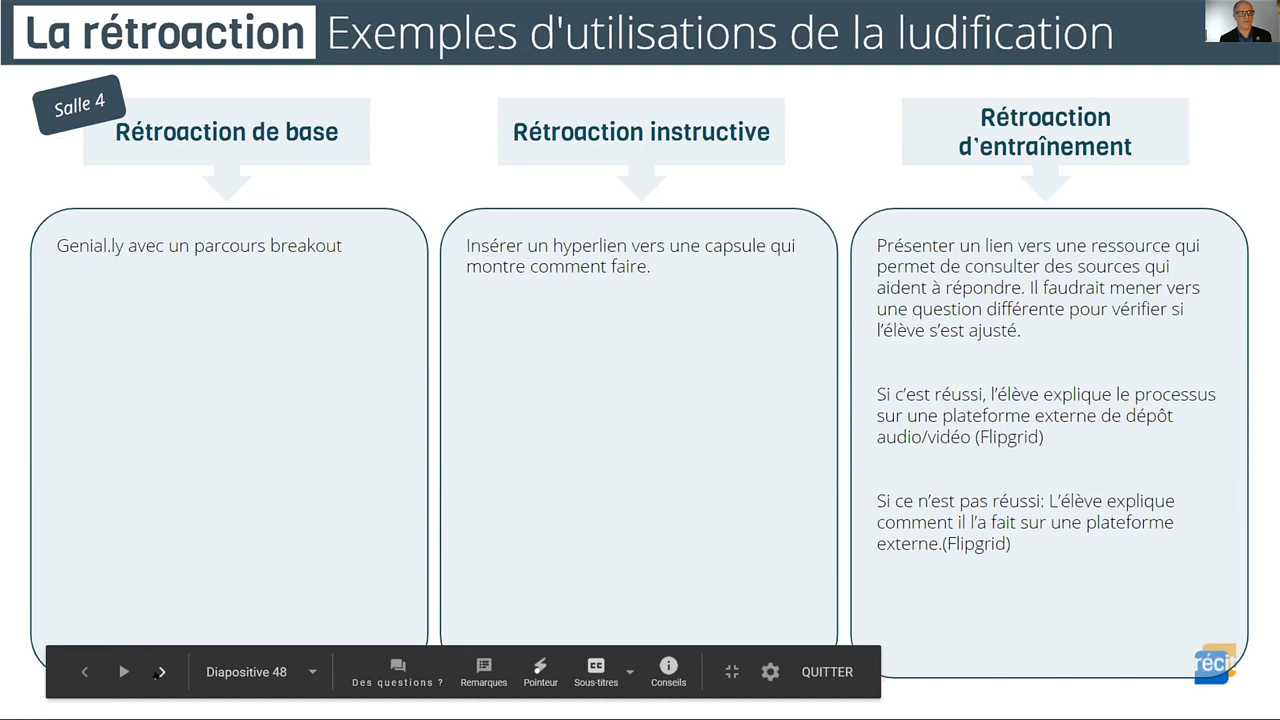 La rétroaction Exemples d'utilisations de la ludification
Salle 4
Rétroaction de base
Rétroaction instructive
Rétroaction
d’entraînement
Genial.ly avec un parcours breakout
Insérer un hyperlien vers une capsule qui
montre comment faire.
Présenter un lien vers une ressource qui
permet de consulter des sources qui
aident à répondre. Il faudrait mener vers
une question différente pour vérifier si
l’élève s’est ajusté.
Si c’est réussi, l’élève explique le processus
sur une plateforme externe de dépôt
audio/vidéo (Flipgrid)
Si ce n’est pas réussi: L’élève explique
comment il l’a fait sur une plateforme
externe.(Flipgrid)
Diapositive 48
Des questions ?
Remarques
Pointeur
CC
Sous-titres
Conseils
QUITTER
récit